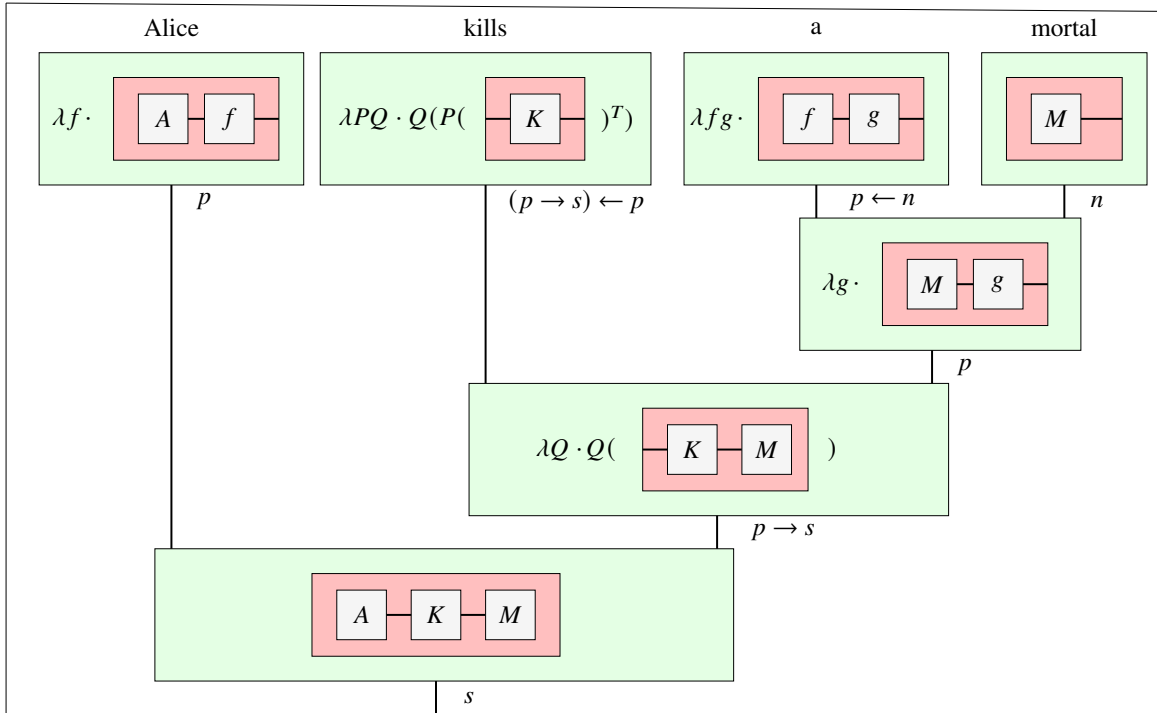 Alice kills a mortal
λf · A f λPQ · Q(P( K )ᵀ) λfg · f g M
p (p → s) ← p p ← n n
λg · M g
p
λQ · Q( K M )
p → s
A K M
s